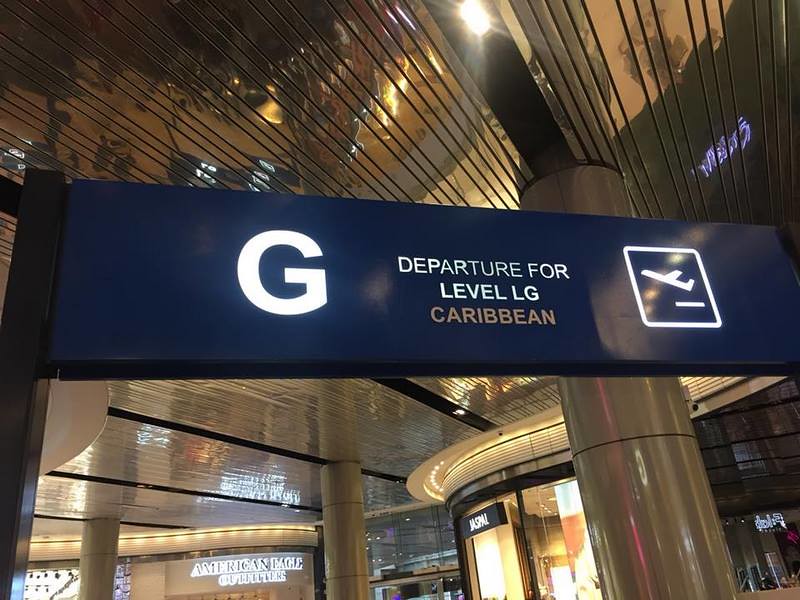 G
DEPARTURE FOR
LEVEL LG
CARIBBEAN
JASPAL
AMERICAN EAGLE
OUTFITTERS